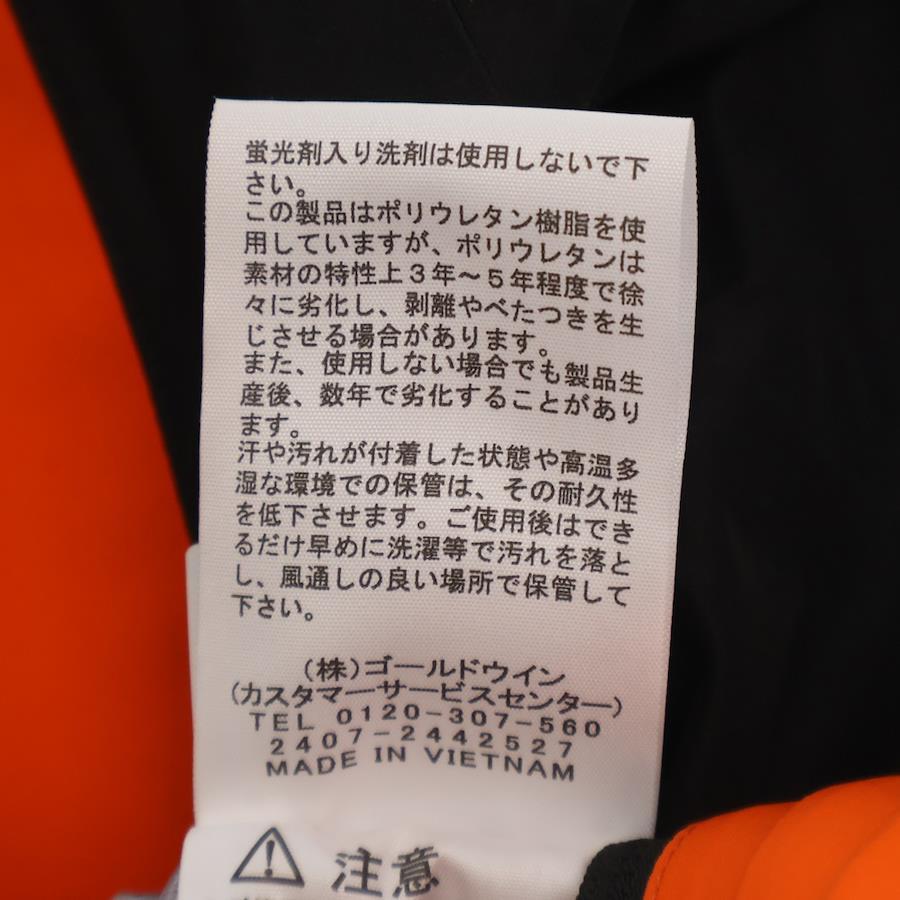 蛍光剤入り洗剤は使用しないで下
さい。
この製品はポリウレタン樹脂を使
用していますが、ポリウレタンは
素材の特性上３年～５年程度で徐
々に劣化し、剥離やべたつきを生
じさせる場合があります。
また、使用しない場合でも製品生
産後、数年で劣化することがあり
ます。
汗や汚れが付着した状態や高温多
湿な環境での保管は、その耐久性
を低下させます。ご使用後はでき
るだけ早めに洗濯等で汚れを落と
し、風通しの良い場所で保管して
下さい。
（株）ゴールドウイン
（カスタマーサービスセンター）
TEL 0120-307-560
2407-2442527
MADE IN VIETNAM
注意